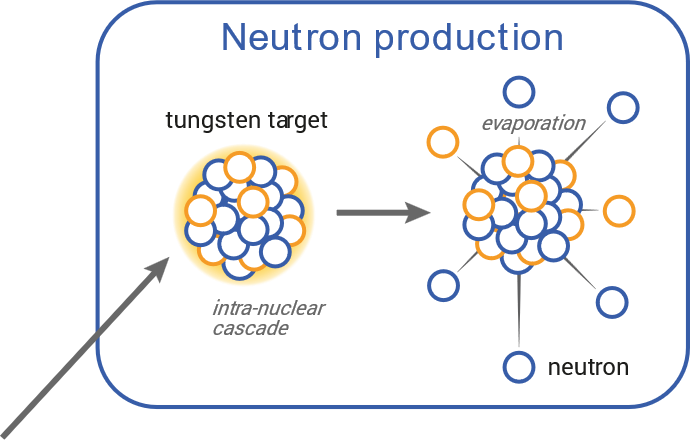 Neutron production
tungsten target
evaporation
intra-nuclear
cascade
neutron